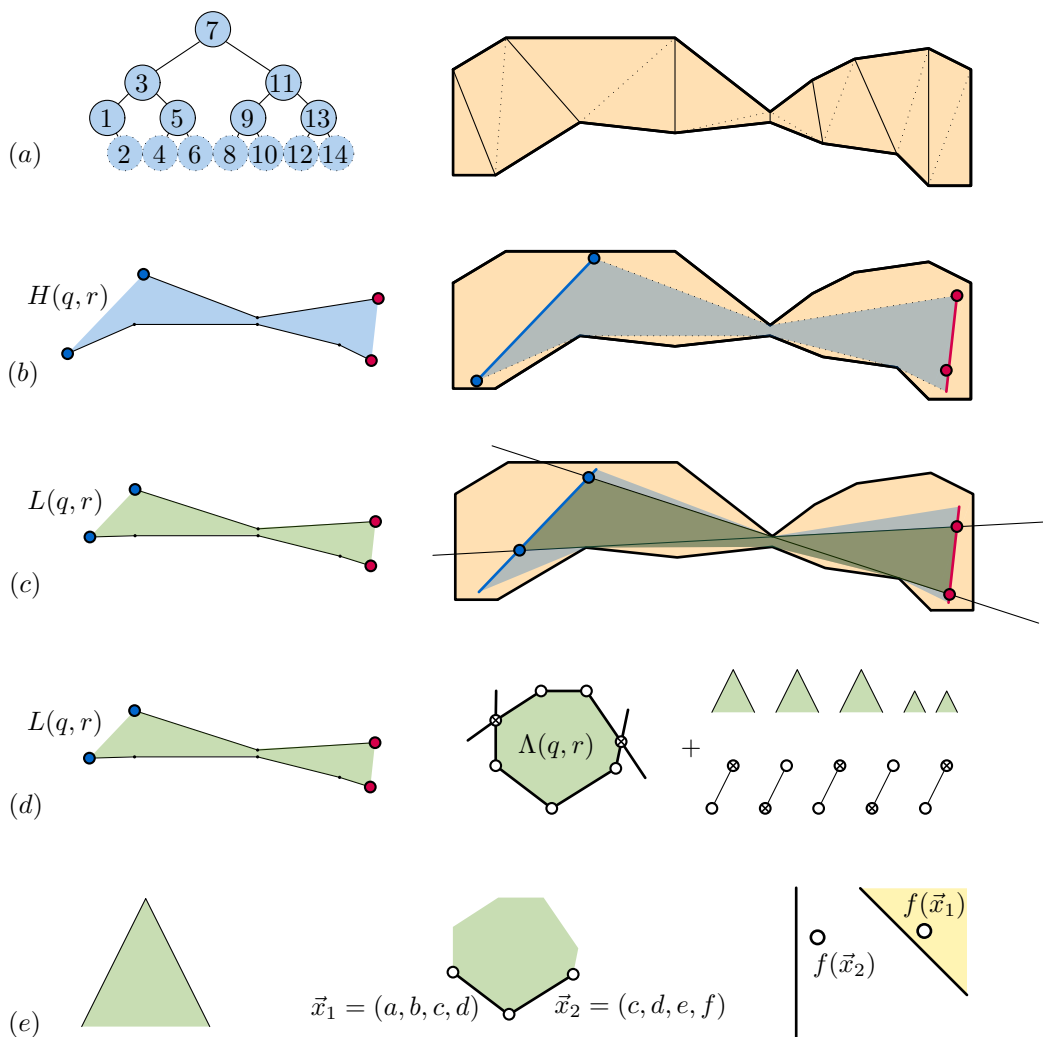 7
3 11
1 5 9 13
2 4 6 8 10 12 14
(a)
H(q, r)
(b)
L(q, r)
(c)
L(q, r)
Λ(q, r)
+
(d)
f(x⃗₁)
f(x⃗₂)
x⃗₁ = (a, b, c, d)
x⃗₂ = (c, d, e, f)
(e)